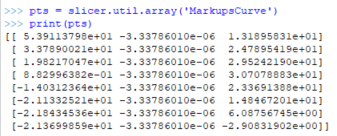 >>> pts = slicer.util.array('MarkupsCurve')
>>> print(pts)
[[ 5.39113798e+01 -3.33786010e-06 1.31895831e+01]
[ 3.37890021e+01 -3.33786010e-06 2.47895419e+01]
[ 1.98217047e+01 -3.33786010e-06 2.95242190e+01]
[ 8.82996382e+00 -3.33786010e-06 3.07078883e+01]
[-1.40312364e+01 -3.33786010e-06 2.33691388e+01]
[-2.11332521e+01 -3.33786010e-06 1.48467201e+01]
[-2.18434536e+01 -3.33786010e-06 6.08756745e+00]
[-2.13699859e+01 -3.33786010e-06 -2.90831902e+01]]